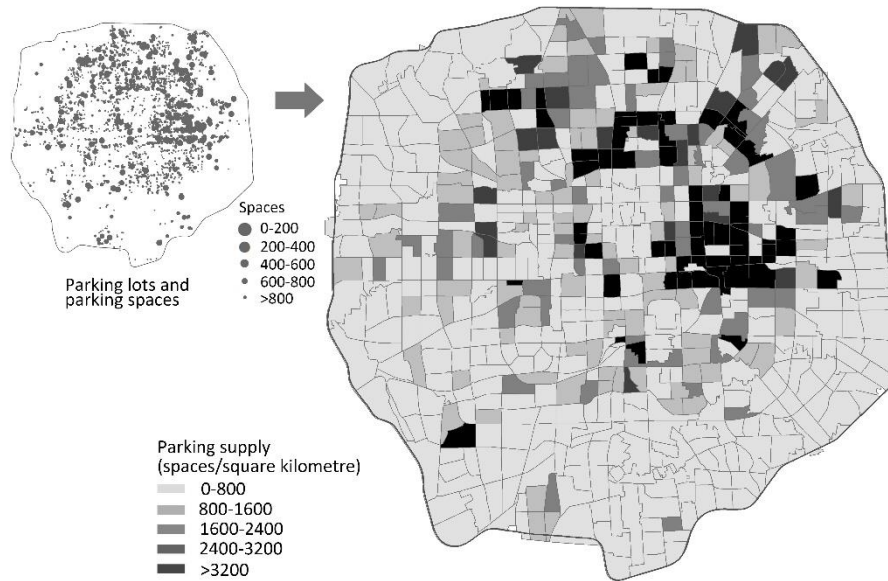 Spaces
0-200
200-400
400-600
600-800
>800
Parking lots and
parking spaces
Parking supply
(spaces/square kilometre)
0-800
800-1600
1600-2400
2400-3200
>3200